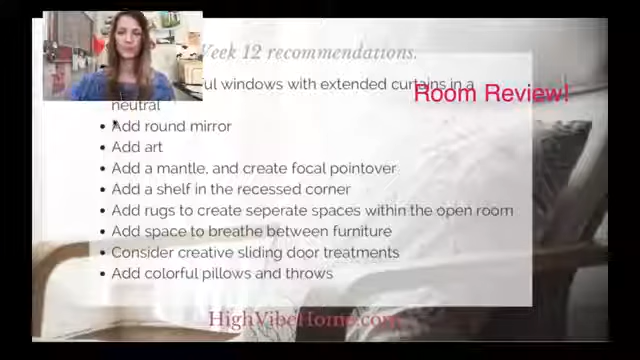 Week 12 recommendations.
ul windows with extended curtains in a
neutral
Room Review!
• Add round mirror
• Add art
• Add a mantle, and create focal pointover
• Add a shelf in the recessed corner
• Add rugs to create seperate spaces within the open room
• Add space to breathe between furniture
• Consider creative sliding door treatments
• Add colorful pillows and throws
HighVibeHome.com